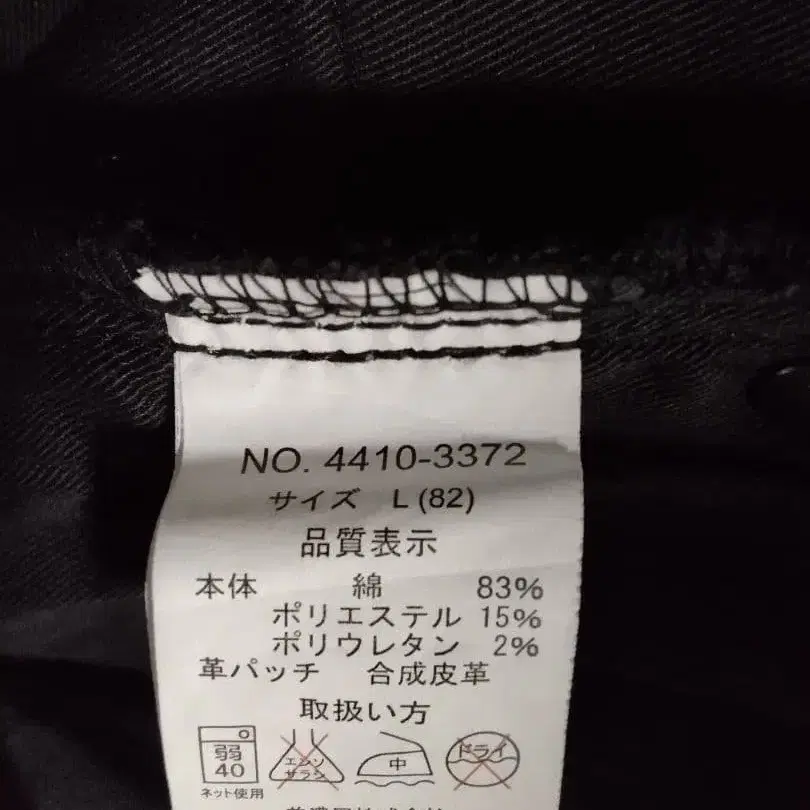 NO. 4410-3372
サイズ L (82)
品質表示
本体 綿 83%
ポリエステル 15%
ポリウレタン 2%
革パッチ 合成皮革
取扱い方
弱 40 エンソ サラシ 中 ドライ
ネット使用